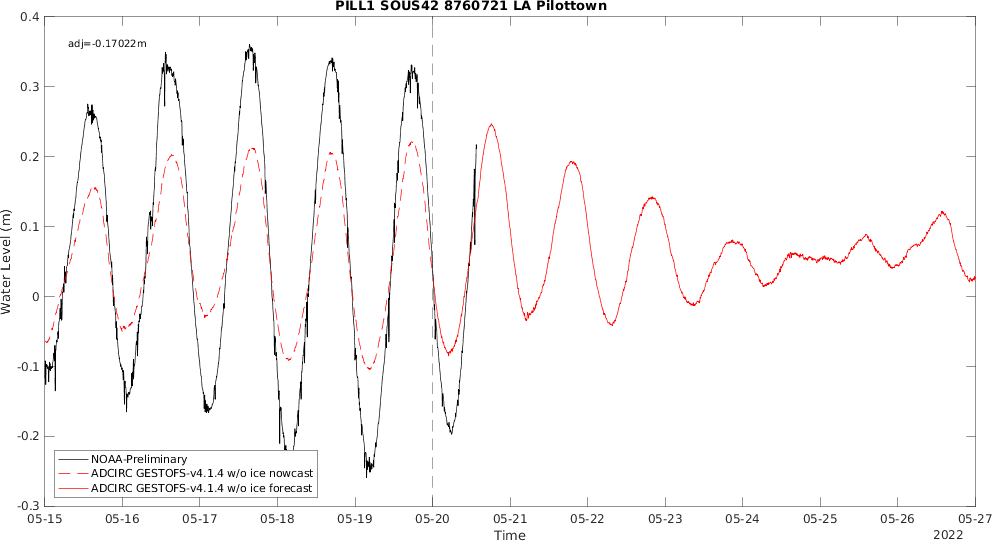 PILL1 SOUS42 8760721 LA Pilottown
adj=-0.17022m
0.4
0.3
0.2
0.1
0
-0.1
-0.2
-0.3
Water Level (m)
NOAA-Preliminary
ADCIRC GESTOFS-v4.1.4 w/o ice nowcast
ADCIRC GESTOFS-v4.1.4 w/o ice forecast
05-15 05-16 05-17 05-18 05-19 05-20 05-21 05-22 05-23 05-24 05-25 05-26 05-27
Time
2022